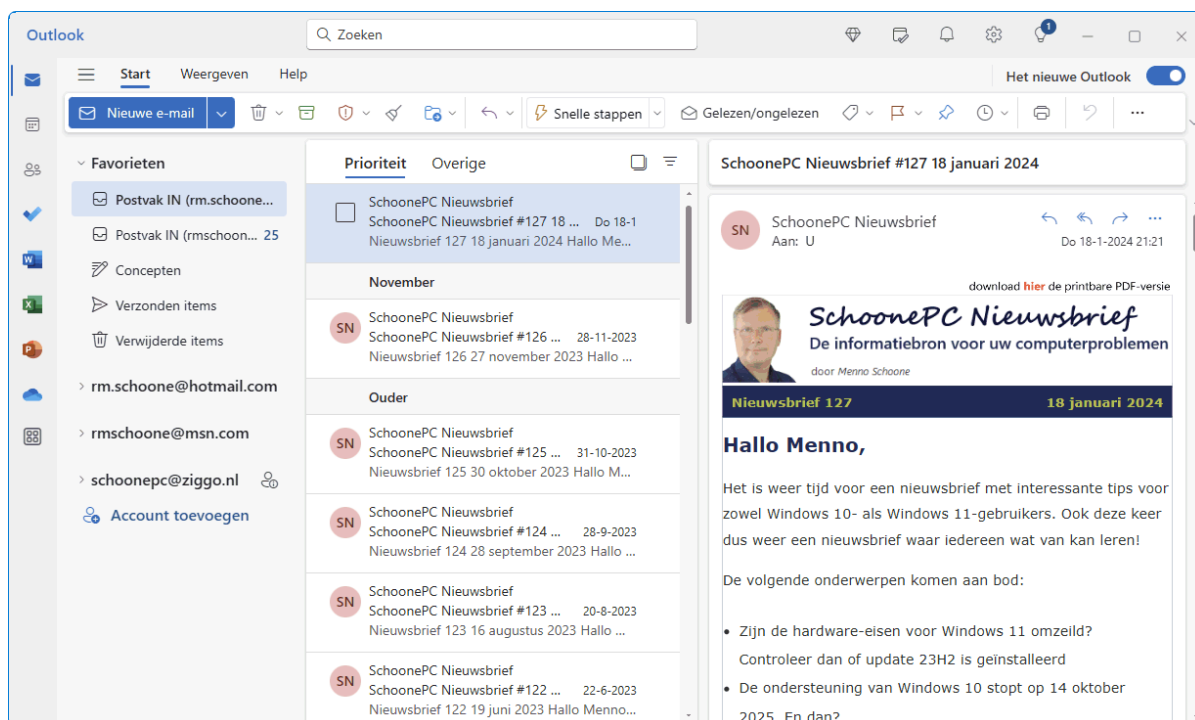 Outlook
Zoeken
1
Start Weergeven Help
Het nieuwe Outlook
Nieuwe e-mail
Snelle stappen
Gelezen/ongelezen
Favorieten
Postvak IN (rm.schoone...
Postvak IN (rmschoon... 25
Concepten
Verzonden items
Verwijderde items
rm.schoone@hotmail.com
rmschoone@msn.com
schoonepc@ziggo.nl
Account toevoegen
Prioriteit Overige
SchoonePC Nieuwsbrief
SchoonePC Nieuwsbrief #127 18 ... Do 18-1
Nieuwsbrief 127 18 januari 2024 Hallo Me...
November
SN
SchoonePC Nieuwsbrief
SchoonePC Nieuwsbrief #126 ... 28-11-2023
Nieuwsbrief 126 27 november 2023 Hallo ...
Ouder
SN
SchoonePC Nieuwsbrief
SchoonePC Nieuwsbrief #125 ... 31-10-2023
Nieuwsbrief 125 30 oktober 2023 Hallo M...
SN
SchoonePC Nieuwsbrief
SchoonePC Nieuwsbrief #124 ... 28-9-2023
Nieuwsbrief 124 28 september 2023 Hallo ...
SN
SchoonePC Nieuwsbrief
SchoonePC Nieuwsbrief #123 ... 20-8-2023
Nieuwsbrief 123 16 augustus 2023 Hallo ...
SN
SchoonePC Nieuwsbrief
SchoonePC Nieuwsbrief #122 ... 22-6-2023
Nieuwsbrief 122 19 juni 2023 Hallo Menno...
SchoonePC Nieuwsbrief #127 18 januari 2024
SN
SchoonePC Nieuwsbrief
Aan: U
Do 18-1-2024 21:21
download hier de printbare PDF-versie
SchoonePC Nieuwsbrief
De informatiebron voor uw computerproblemen
door Menno Schoone
Nieuwsbrief 127 18 januari 2024
Hallo Menno,
Het is weer tijd voor een nieuwsbrief met interessante tips voor
zowel Windows 10- als Windows 11-gebruikers. Ook deze keer
dus weer een nieuwsbrief waar iedereen wat van kan leren!
De volgende onderwerpen komen aan bod:
• Zijn de hardware-eisen voor Windows 11 omzeild?
Controleer dan of update 23H2 is geïnstalleerd
• De ondersteuning van Windows 10 stopt op 14 oktober
2025. En dan?